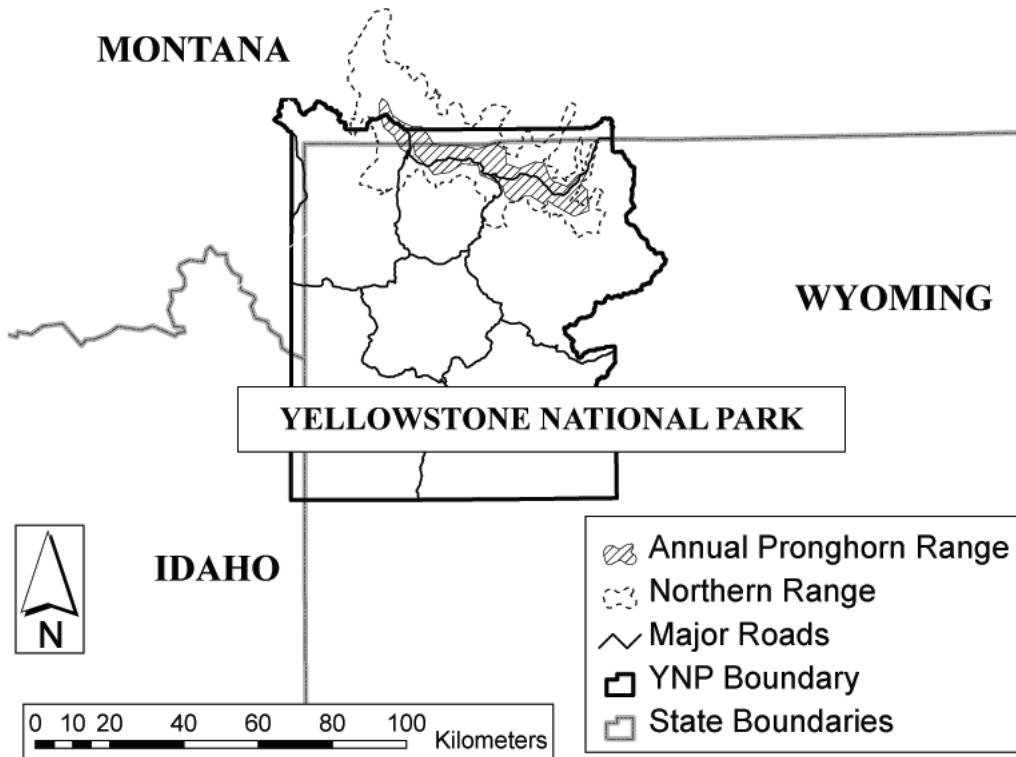 MONTANA
WYOMING
YELLOWSTONE NATIONAL PARK
IDAHO
N
Annual Pronghorn Range
Northern Range
Major Roads
YNP Boundary
State Boundaries
0 10 20 40 60 80 100
Kilometers